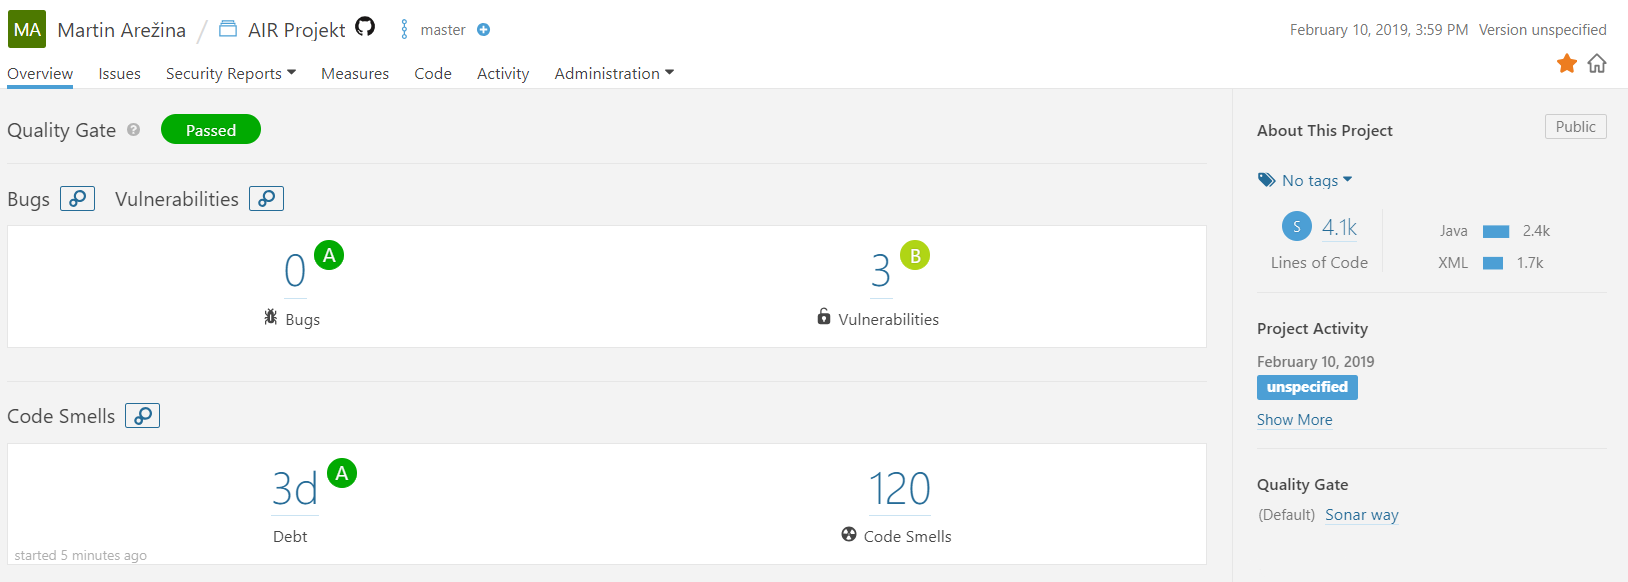 MA Martin Arežina / AIR Projekt master
February 10, 2019, 3:59 PM Version unspecified
Overview Issues Security Reports Measures Code Activity Administration
Quality Gate ? Passed
Bugs Vulnerabilities
0 A
Bugs
3 B
Vulnerabilities
Code Smells
3d A
Debt
120
Code Smells
started 5 minutes ago
About This Project Public
No tags
S 4.1k
Lines of Code
Java 2.4k
XML 1.7k
Project Activity
February 10, 2019
unspecified
Show More
Quality Gate
(Default) Sonar way